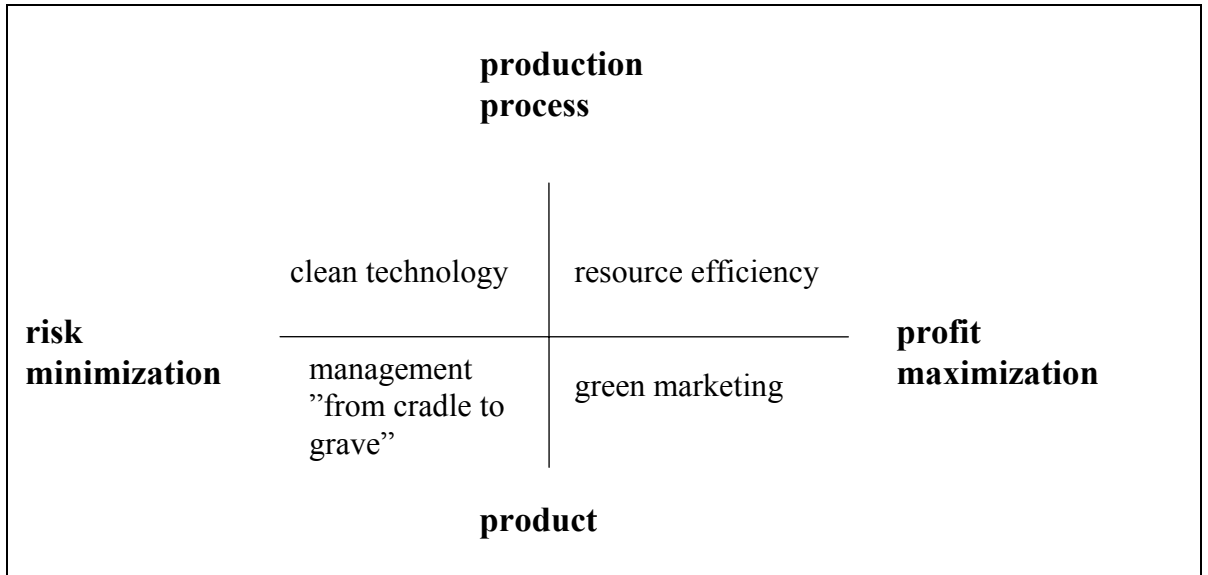 production
process
clean technology
resource efficiency
risk
minimization
profit
maximization
management
”from cradle to
grave”
green marketing
product